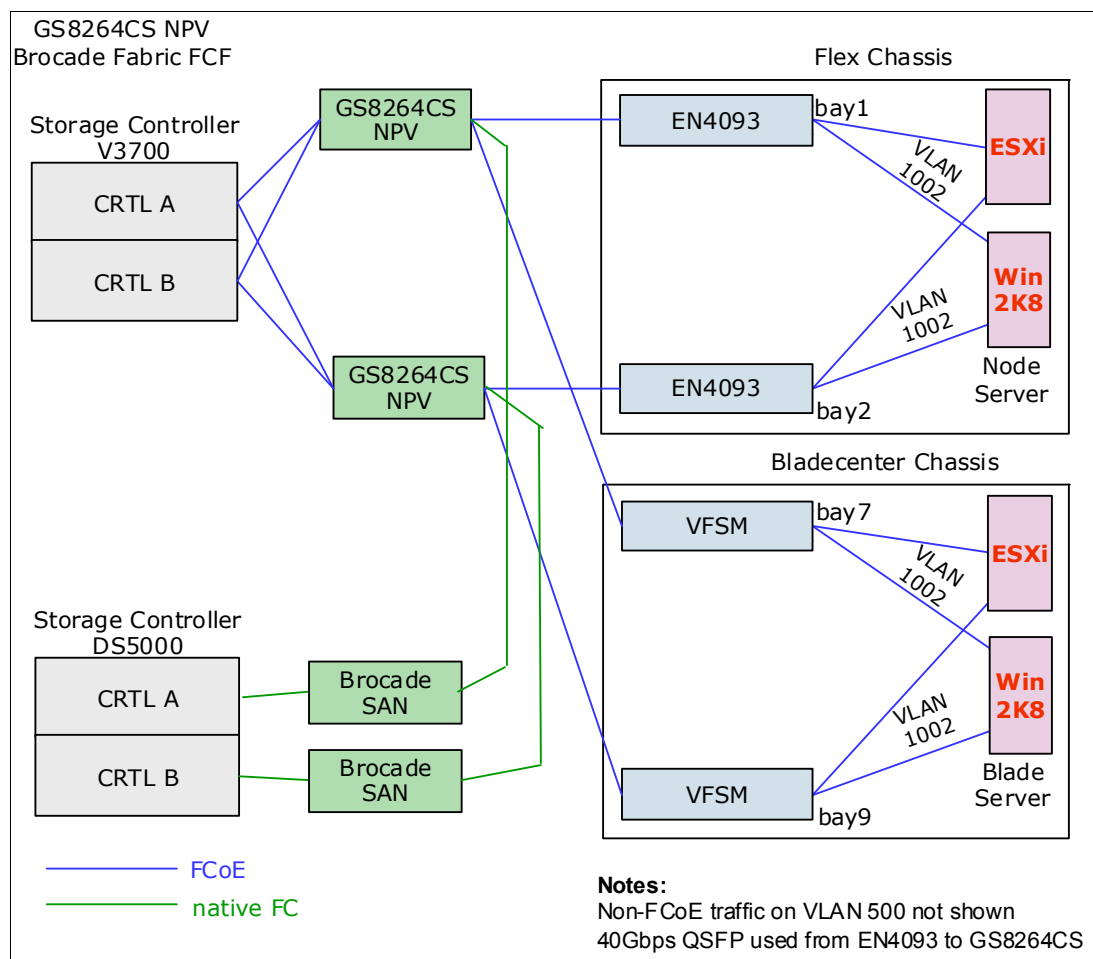 GS8264CS NPV
Brocade Fabric FCF
Storage Controller
V3700
CRTL A
CRTL B
GS8264CS
NPV
GS8264CS
NPV
Flex Chassis
EN4093
bay1
VLAN
1002
ESXi
Win
2K8
VLAN
1002
Node
Server
EN4093
bay2
Bladecenter Chassis
VFSM
bay7
VLAN
1002
ESXi
Win
2K8
VLAN
1002
Blade
Server
VFSM
bay9
Storage Controller
DS5000
CRTL A
CRTL B
Brocade
SAN
Brocade
SAN
FCoE
native FC
Notes:
Non-FCoE traffic on VLAN 500 not shown
40Gbps QSFP used from EN4093 to GS8264CS